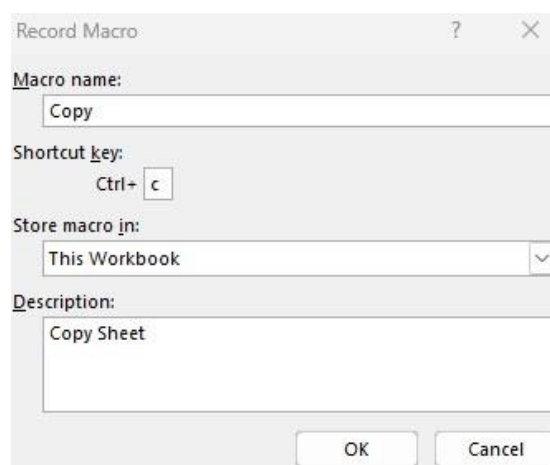 Record Macro ?
Macro name:
Copy
Shortcut key:
Ctrl+ c
Store macro in:
This Workbook
Description:
Copy Sheet
OK Cancel